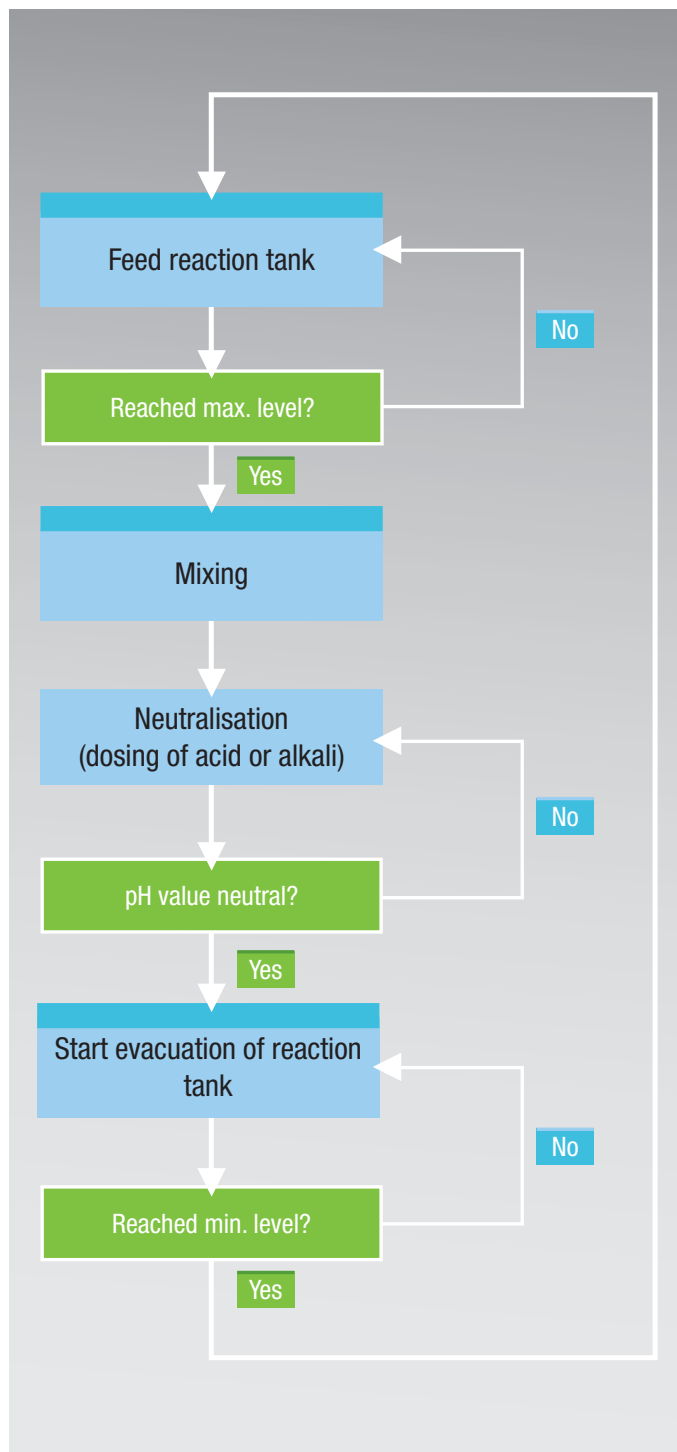 Feed reaction tank
No
Reached max. level?
Yes
Mixing
Neutralisation
(dosing of acid or alkali)
No
pH value neutral?
Yes
Start evacuation of reaction
tank
No
Reached min. level?
Yes